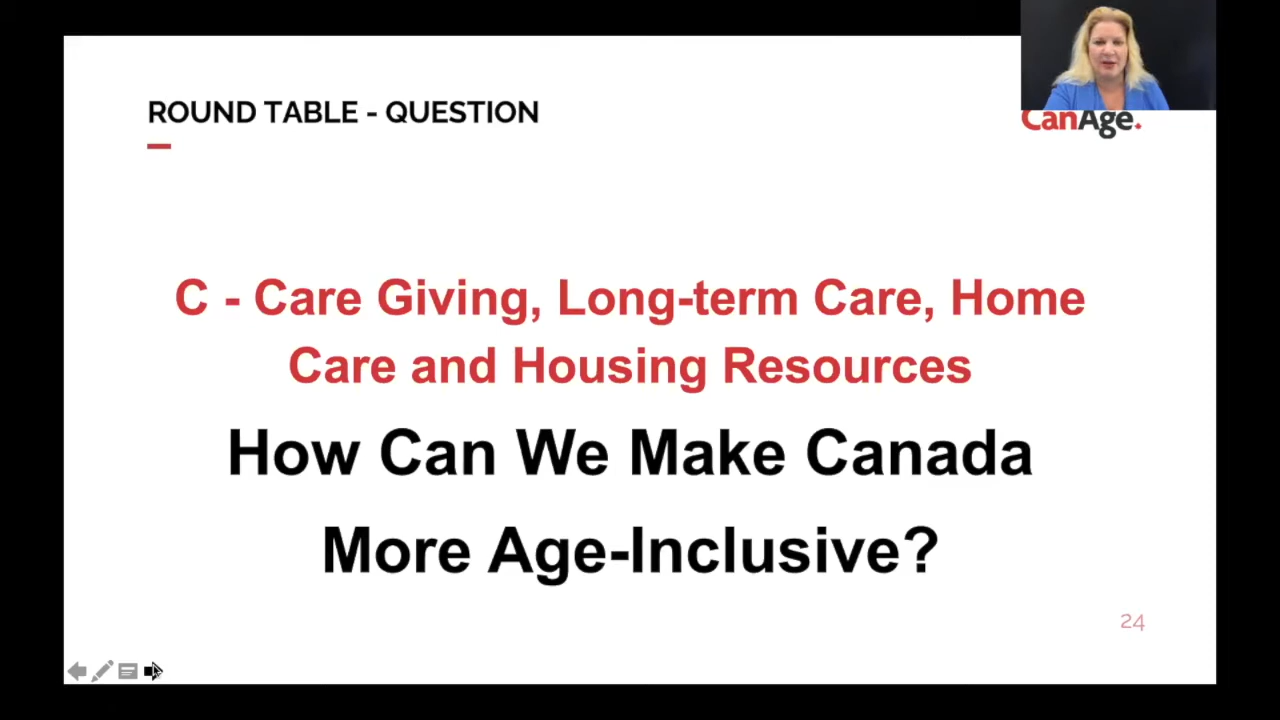 ROUND TABLE - QUESTION
CanAge.
C - Care Giving, Long-term Care, Home
Care and Housing Resources
How Can We Make Canada
More Age-Inclusive?
24